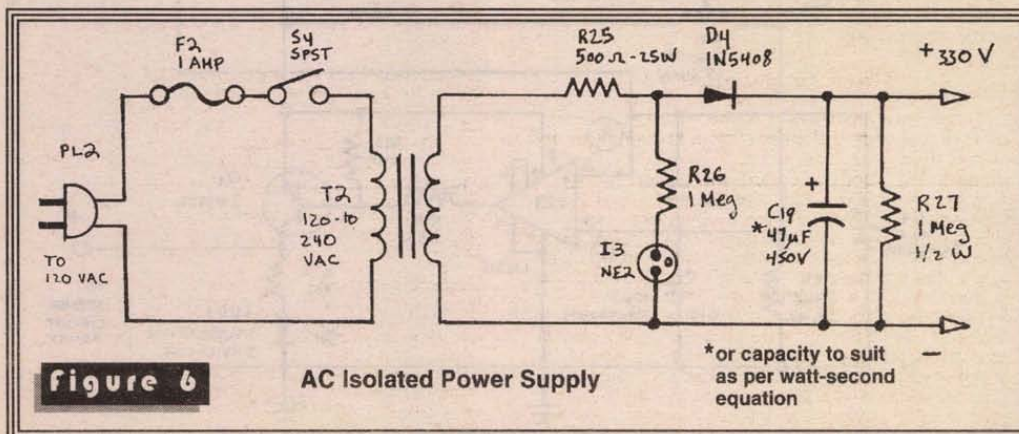 F2
1 AMP
S4
SPST
R25
500 Ω - 25W
D4
1N5408
+ 330 V
PL2
TO
120 VAC
T2
120-to
240
VAC
R26
1 Meg
I3
NE2
+
C19
*47µF
450V
R27
1 Meg
1/2 W
−
*or capacity to suit
as per watt-second
equation
Figure 6
AC Isolated Power Supply